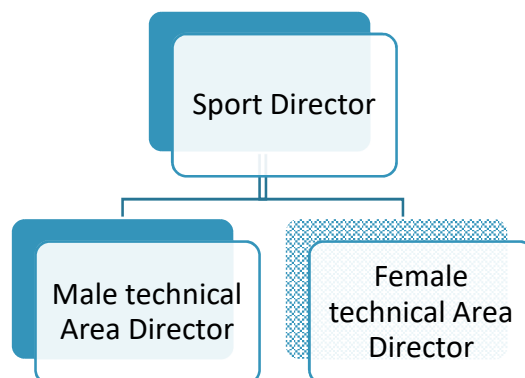 Sport Director
Male technical
Area Director
Female
technical Area
Director